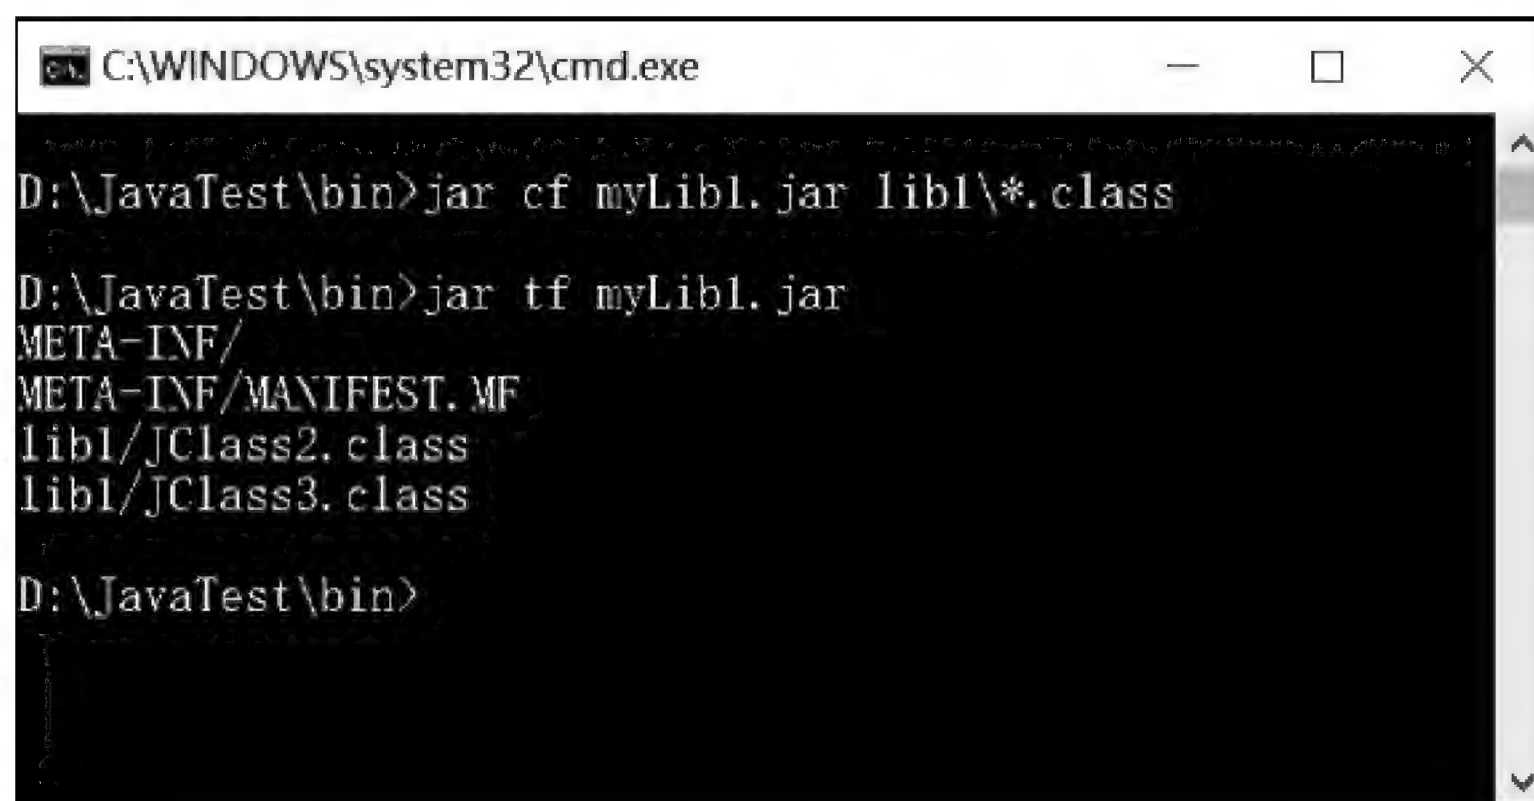 C:\WINDOWS\system32\cmd.exe
D:\JavaTest\bin>jar cf myLib1.jar lib1\*.class
D:\JavaTest\bin>jar tf myLib1.jar
META-INF/
META-INF/MANIFEST.MF
lib1/JClass2.class
lib1/JClass3.class
D:\JavaTest\bin>